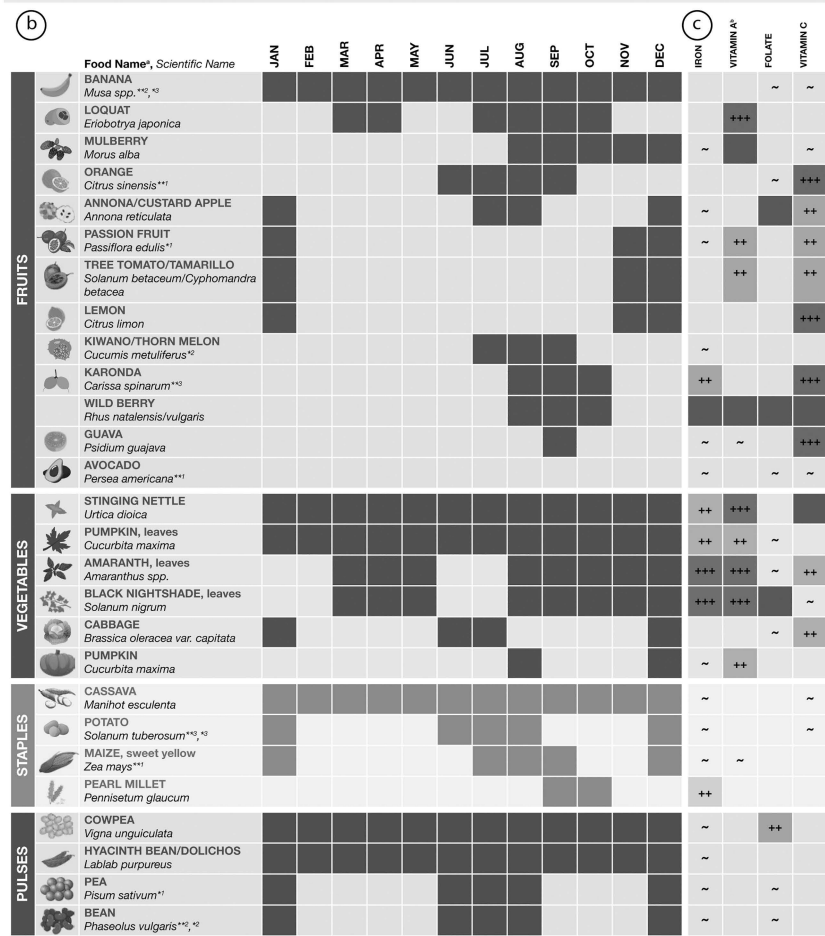 b
c
Food Nameᵃ, Scientific Name
JAN FEB MAR APR MAY JUN JUL AUG SEP OCT NOV DEC
IRON VITAMIN Aᵇ FOLATE VITAMIN C
FRUITS
BANANA
Musa spp.**²,*³ ~ ~
LOQUAT
Eriobotrya japonica +++
MULBERRY
Morus alba ~ ~
ORANGE
Citrus sinensis**¹ ~ +++
ANNONA/CUSTARD APPLE
Annona reticulata ~ ++
PASSION FRUIT
Passiflora edulis*¹ ~ ++ ++
TREE TOMATO/TAMARILLO
Solanum betaceum/Cyphomandra ++ ++
betacea
LEMON
Citrus limon +++
KIWANO/THORN MELON
Cucumis metuliferus*² ~
KARONDA
Carissa spinarum**³ ++ +++
WILD BERRY
Rhus natalensis/vulgaris
GUAVA
Psidium guajava ~ ~ +++
AVOCADO
Persea americana**¹ ~ ~ ~
VEGETABLES
STINGING NETTLE
Urtica dioica ++ +++
PUMPKIN, leaves
Cucurbita maxima ++ ++ ~
AMARANTH, leaves
Amaranthus spp. +++ +++ ~ ++
BLACK NIGHTSHADE, leaves
Solanum nigrum +++ +++ ~
CABBAGE
Brassica oleracea var. capitata ~ ++
PUMPKIN
Cucurbita maxima ~ ++
STAPLES
CASSAVA
Manihot esculenta ~ ~
POTATO
Solanum tuberosum**³,*³ ~ ~
MAIZE, sweet yellow
Zea mays**¹ ~ ~
PEARL MILLET
Pennisetum glaucum ++
PULSES
COWPEA
Vigna unguiculata ~ ++
HYACINTH BEAN/DOLICHOS
Lablab purpureus ~
PEA
Pisum sativum*¹ ~ ~
BEAN
Phaseolus vulgaris**²,*² ~ ~